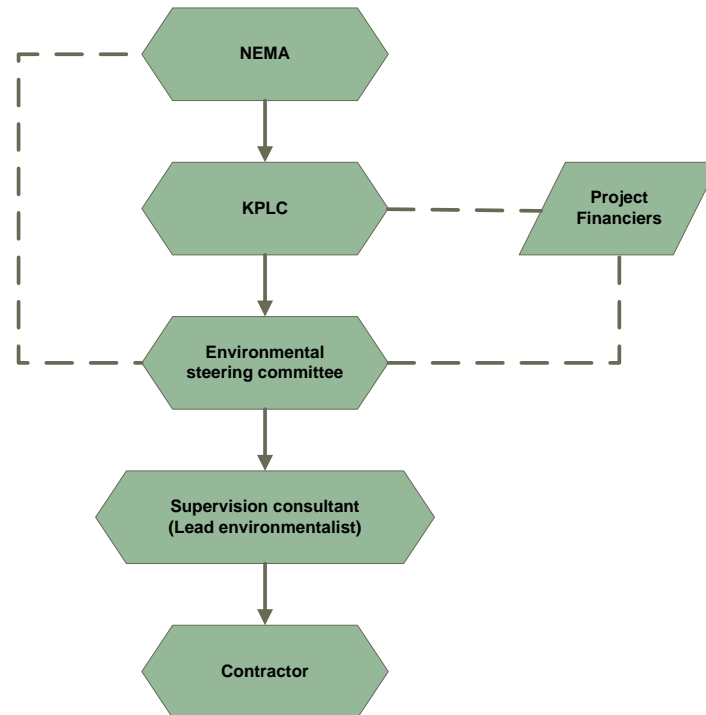 NEMA
KPLC
Project
Financiers
Environmental
steering committee
Supervision consultant
(Lead environmentalist)
Contractor